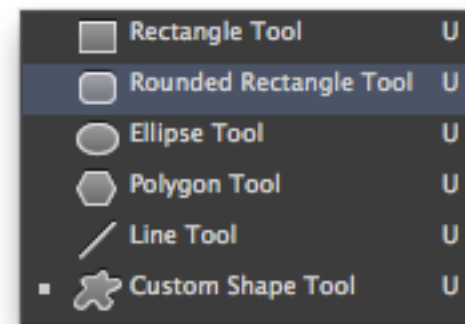 Rectangle Tool U
Rounded Rectangle Tool U
Ellipse Tool U
Polygon Tool U
Line Tool U
Custom Shape Tool U